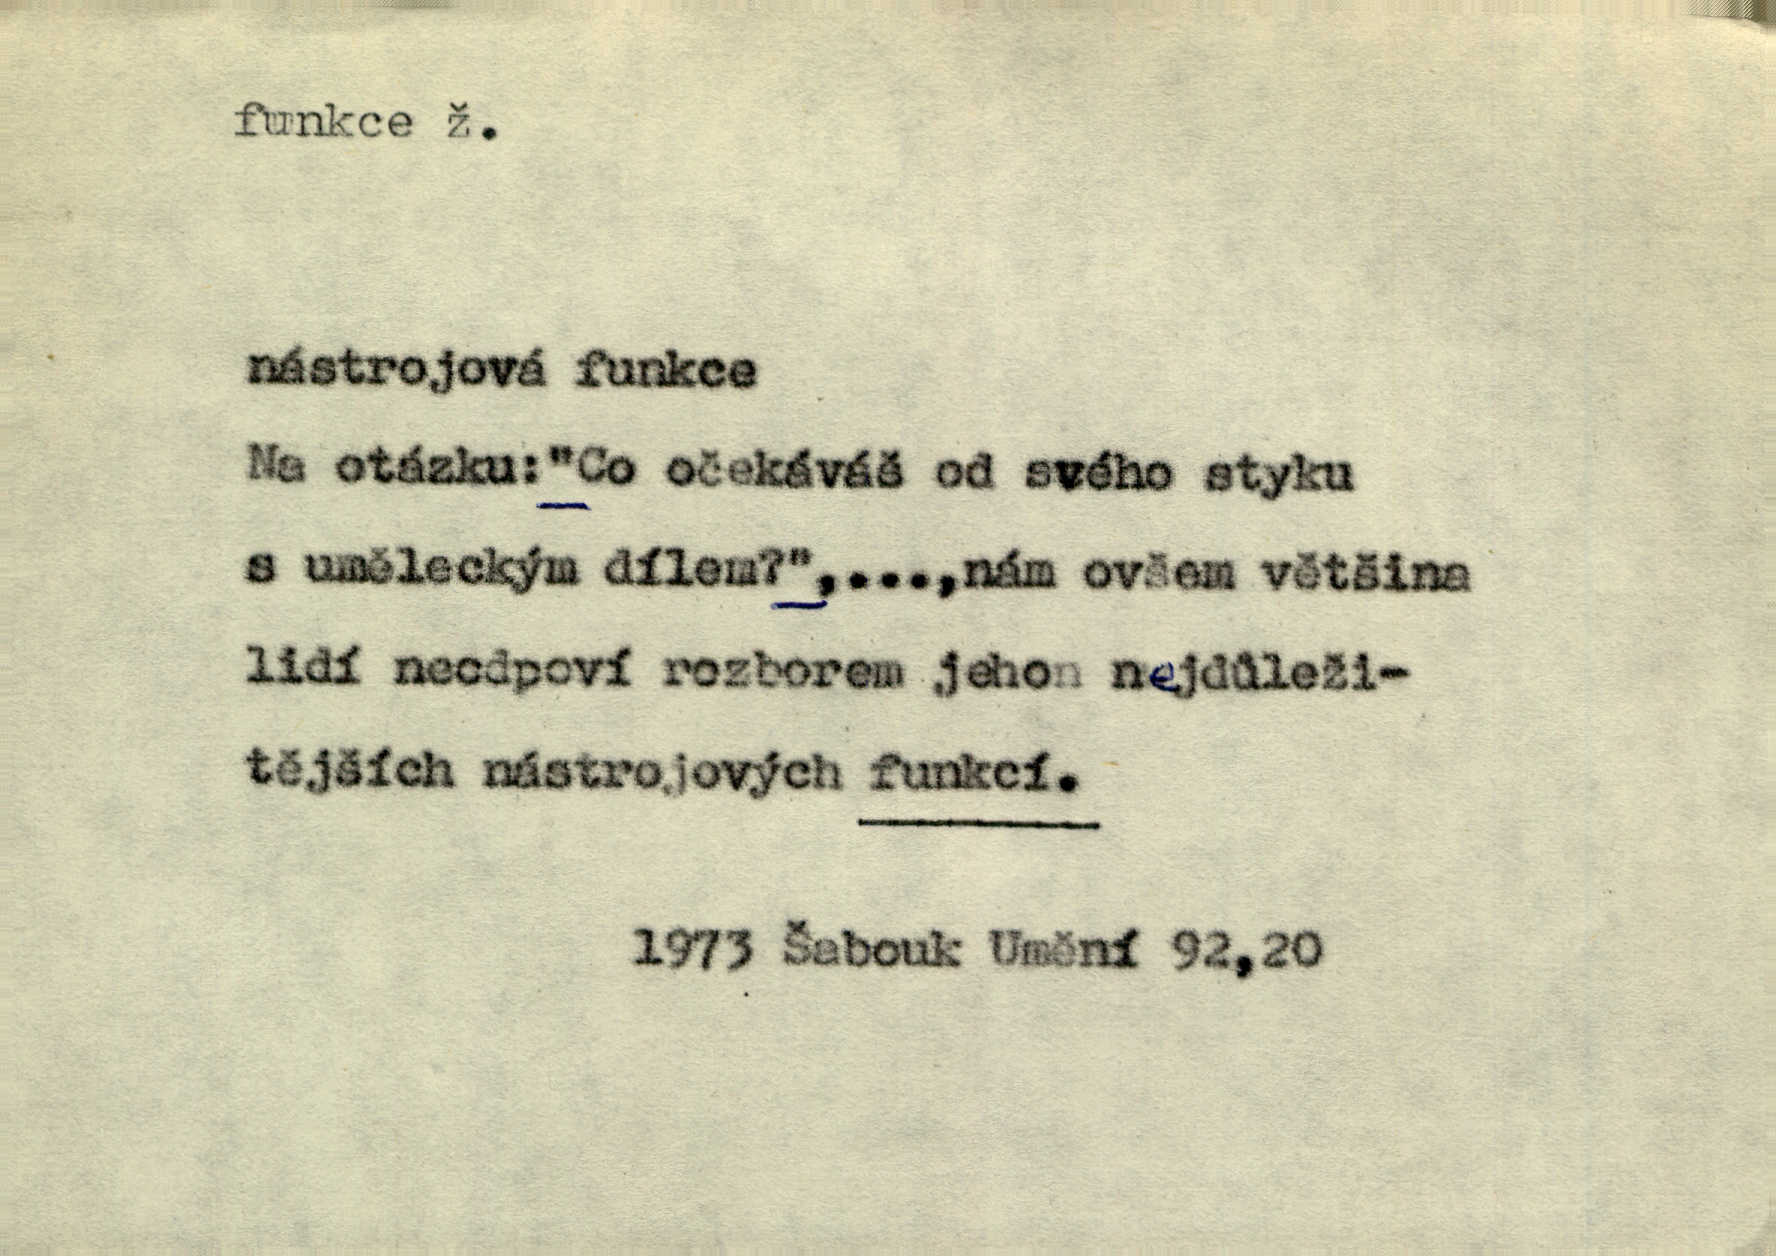 funkce ž.
nástrojová funkce
Na otázku:"Co očekáváš od svého styku
s uměleckým dílem?",....,nám ovšem většina
lidí neodpoví rozborem jehon nejdůleži-
tějších nástrojových funkcí.
1973 Šabouk Umění 92,20